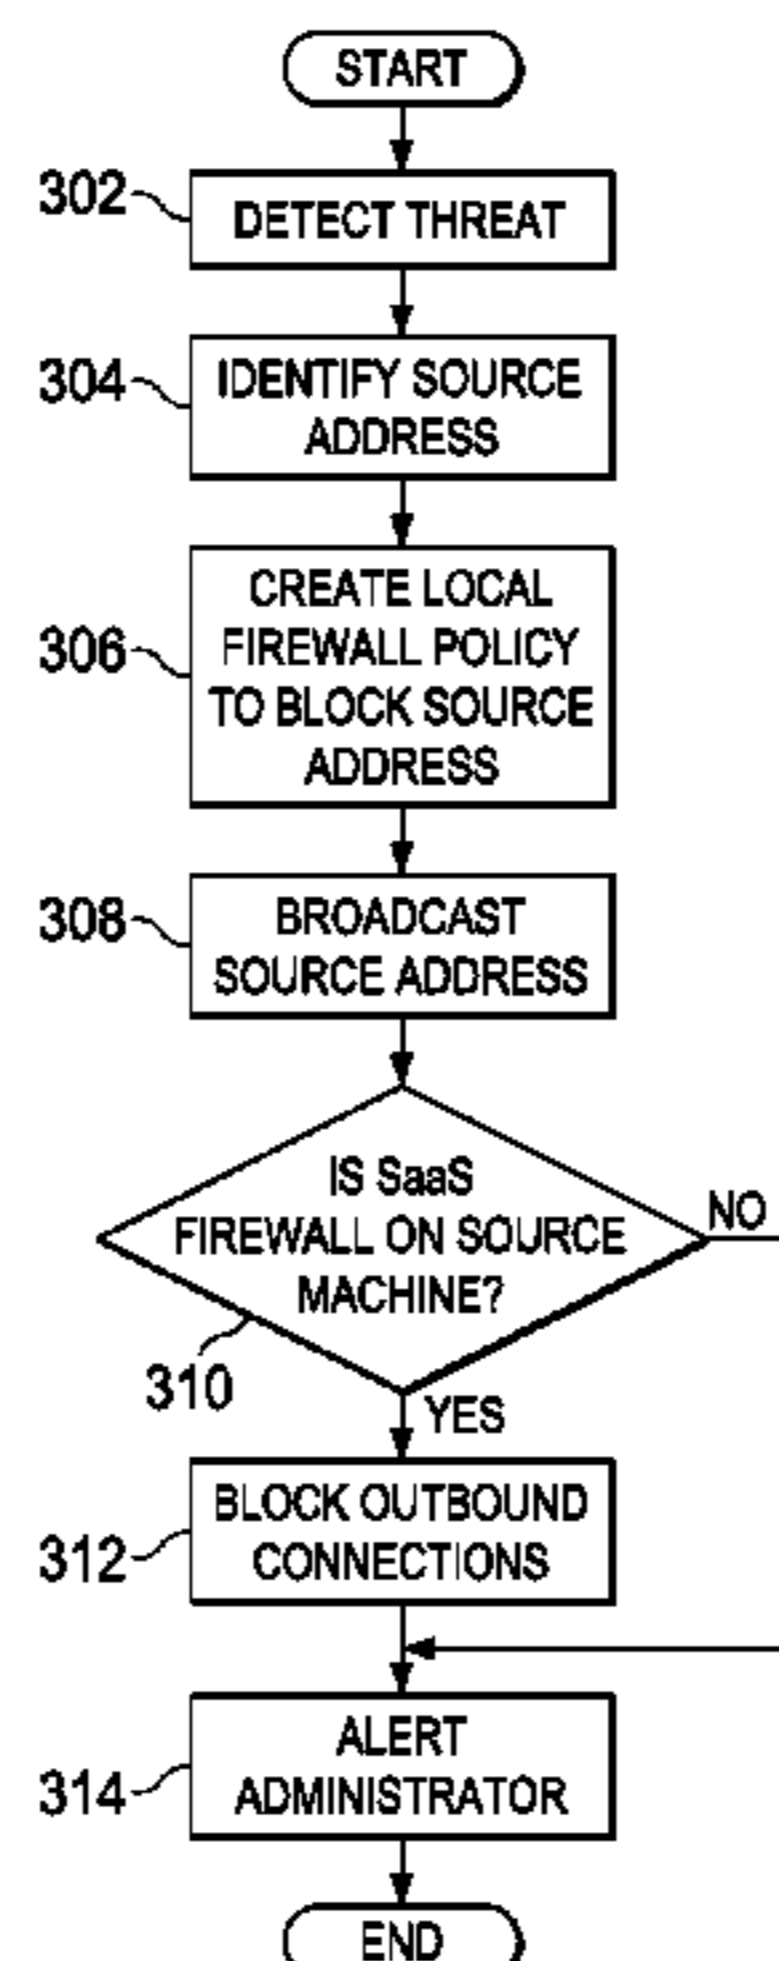 START
302
DETECT THREAT
304
IDENTIFY SOURCE
ADDRESS
306
CREATE LOCAL
FIREWALL POLICY
TO BLOCK SOURCE
ADDRESS
308
BROADCAST
SOURCE ADDRESS
IS SaaS
FIREWALL ON SOURCE
MACHINE?
NO
310
YES
312
BLOCK OUTBOUND
CONNECTIONS
314
ALERT
ADMINISTRATOR
END